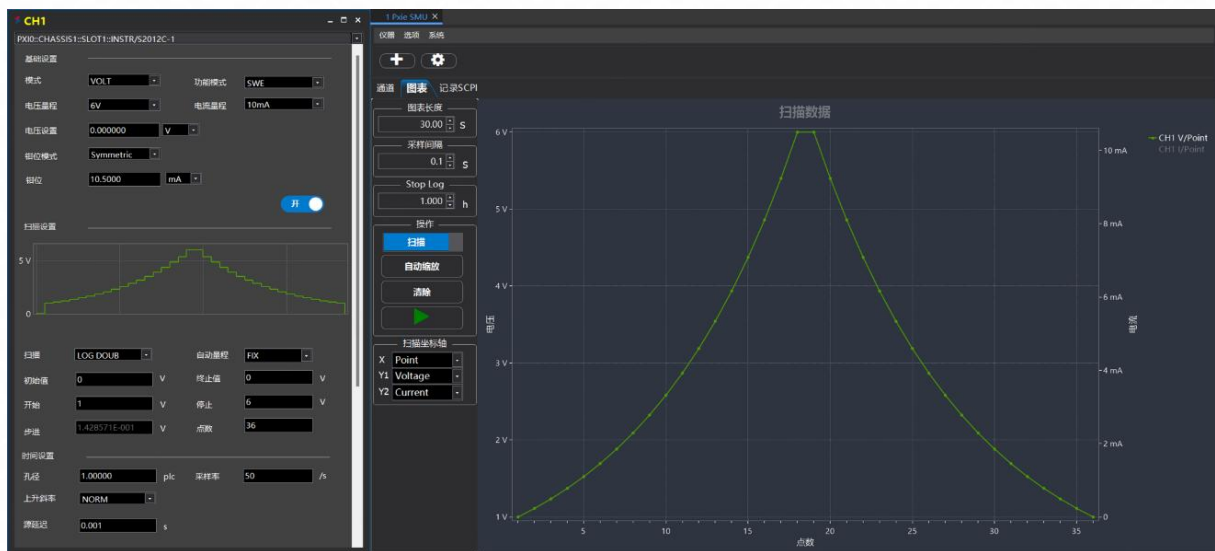 CH1
PXI0::CHASSIS1::SLOT1::INSTR/S2012C-1
基础设置
模式 VOLT 功能模式 SWE
电压量程 6V 电流量程 10mA
电压设置 0.000000 V
钳位模式 Symmetric
钳位 10.5000 mA
开
扫描设置
5 V
0
扫描 LOG DOUB 自动量程 FIX
初始值 0 V 终止值 0 V
开始 1 V 停止 6 V
步进 1.428571E-001 V 点数 36
时间设置
孔径 1.00000 plc 采样率 50 /s
上升斜率 NORM
源延迟 0.001 s
1 Pxie SMU ×
仪器 选项 系统
通道 图表 记录SCPI
图表长度
30.00 S
采样间隔
0.1 S
Stop Log
1.000 h
操作
扫描
自动缩放
清除
扫描坐标轴
X Point
Y1 Voltage
Y2 Current
扫描数据
6 V
5 V
4 V
3 V
2 V
1 V
电压
5 10 15 20 25 30 35
点数
10 mA
8 mA
6 mA
4 mA
2 mA
0
电流
CH1 V/Point
CH1 I/Point